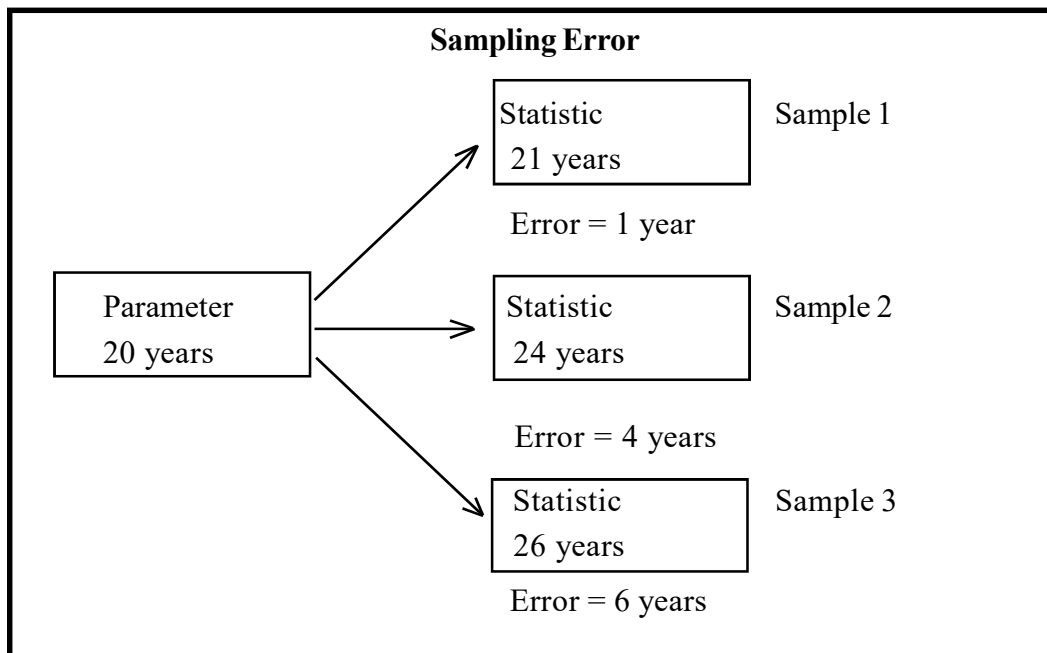 Sampling Error
Statistic
21 years
Sample 1
Error = 1 year
Parameter
20 years
Statistic
24 years
Sample 2
Error = 4 years
Statistic
26 years
Sample 3
Error = 6 years